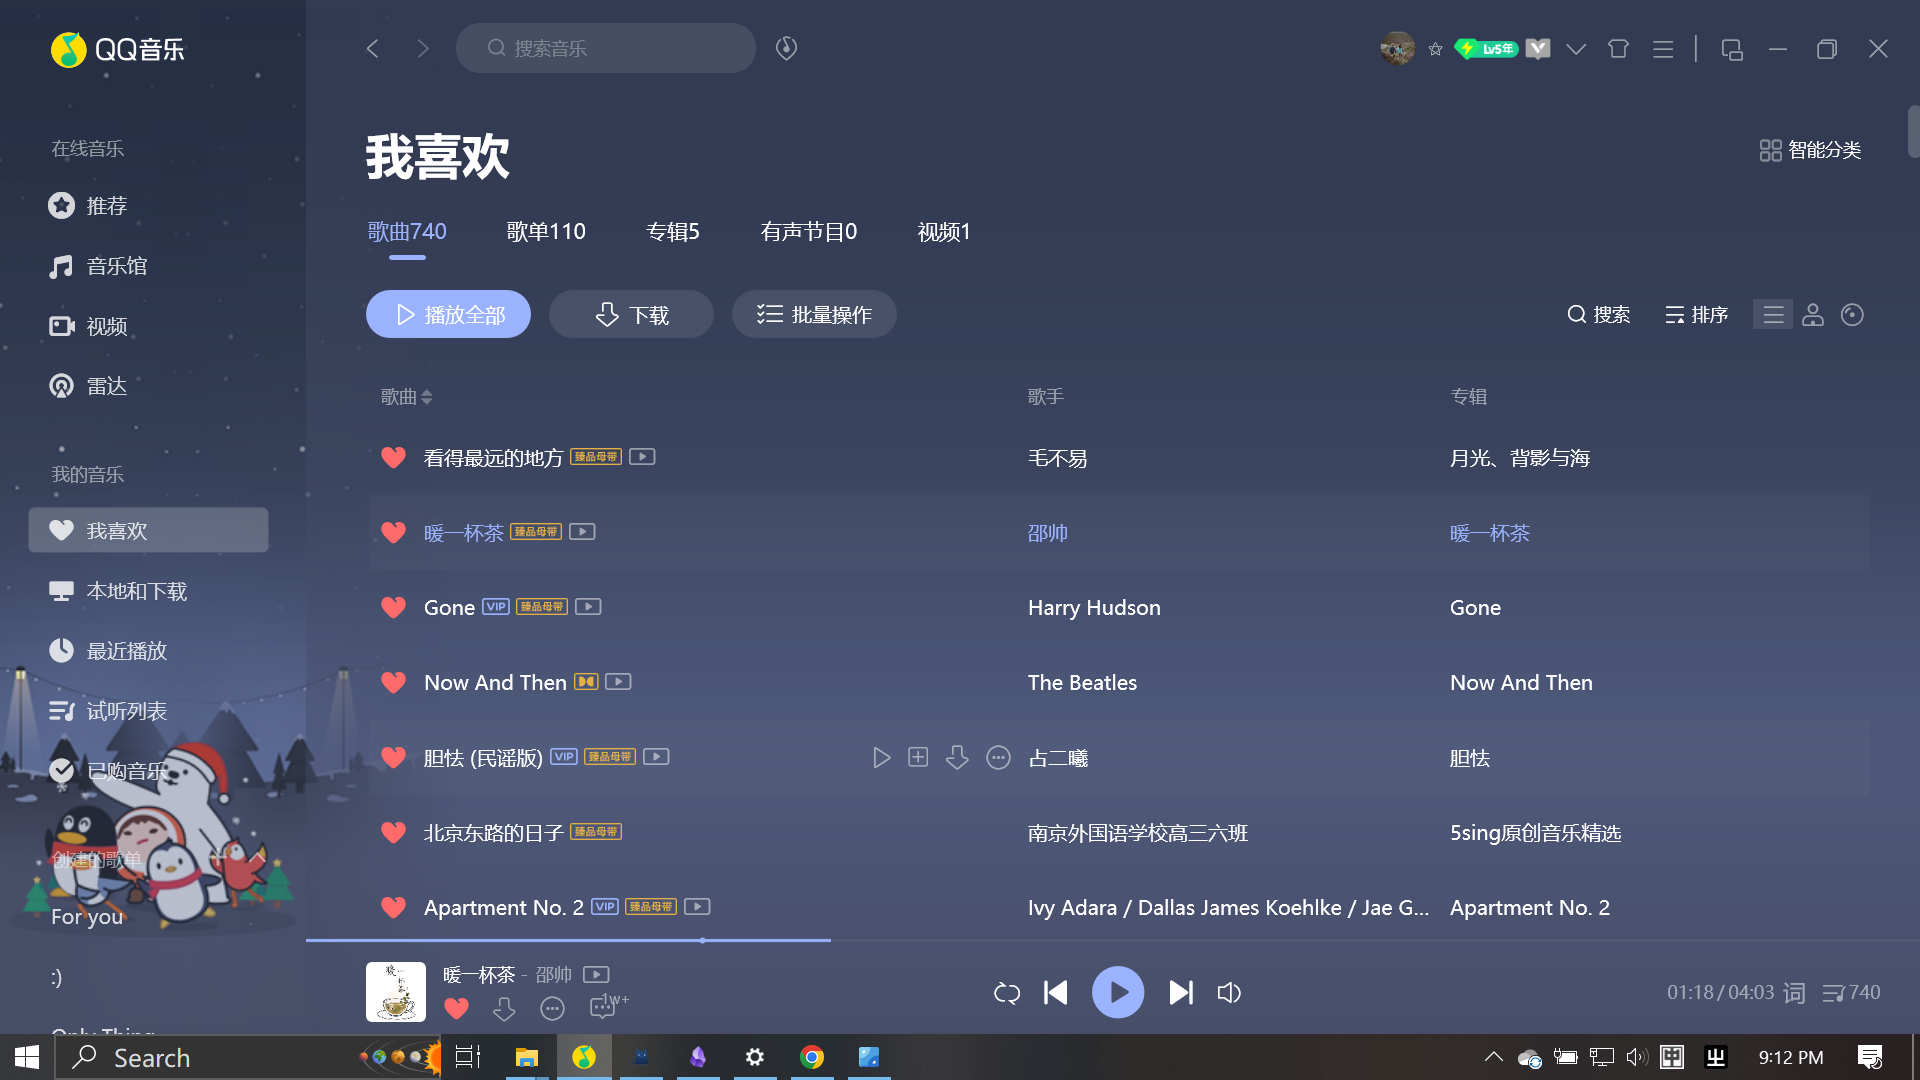 QQ音乐
搜索音乐
Lv5年
在线音乐
推荐
音乐馆
视频
雷达
我的音乐
我喜欢
本地和下载
最近播放
试听列表
已购音乐
创建的歌单
For you
:)
Only Thing
我喜欢
智能分类
歌曲740 歌单110 专辑5 有声节目0 视频1
播放全部 下载 批量操作 搜索 排序
歌曲 歌手 专辑
看得最远的地方 臻品母带 毛不易 月光、背影与海
暖一杯茶 臻品母带 邵帅 暖一杯茶
Gone VIP 臻品母带 Harry Hudson Gone
Now And Then The Beatles Now And Then
胆怯 (民谣版) VIP 臻品母带 占二曦 胆怯
北京东路的日子 臻品母带 南京外国语学校高三六班 5sing原创音乐精选
Apartment No. 2 VIP 臻品母带 Ivy Adara / Dallas James Koehlke / Jae G... Apartment No. 2
暖一杯茶 - 邵帅
1w+
01:18 / 04:03 词 740
Search
9:12 PM